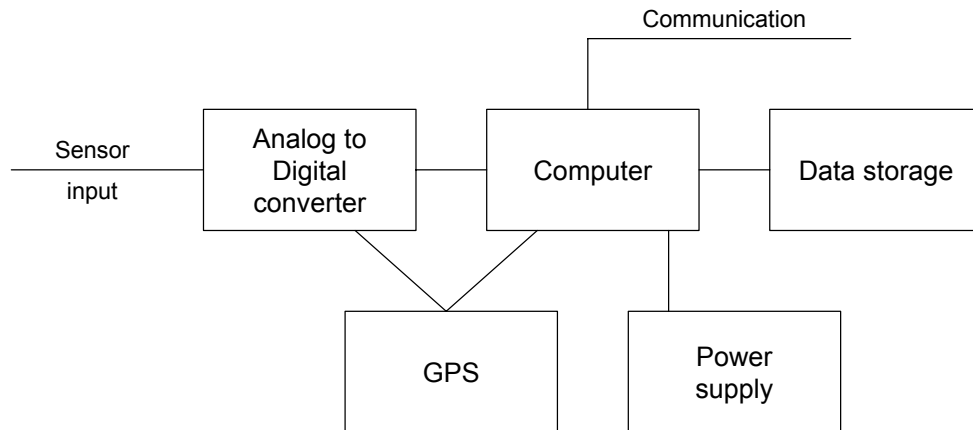 Communication
Sensor
input
Analog to
Digital
converter
Computer
Data storage
GPS
Power
supply